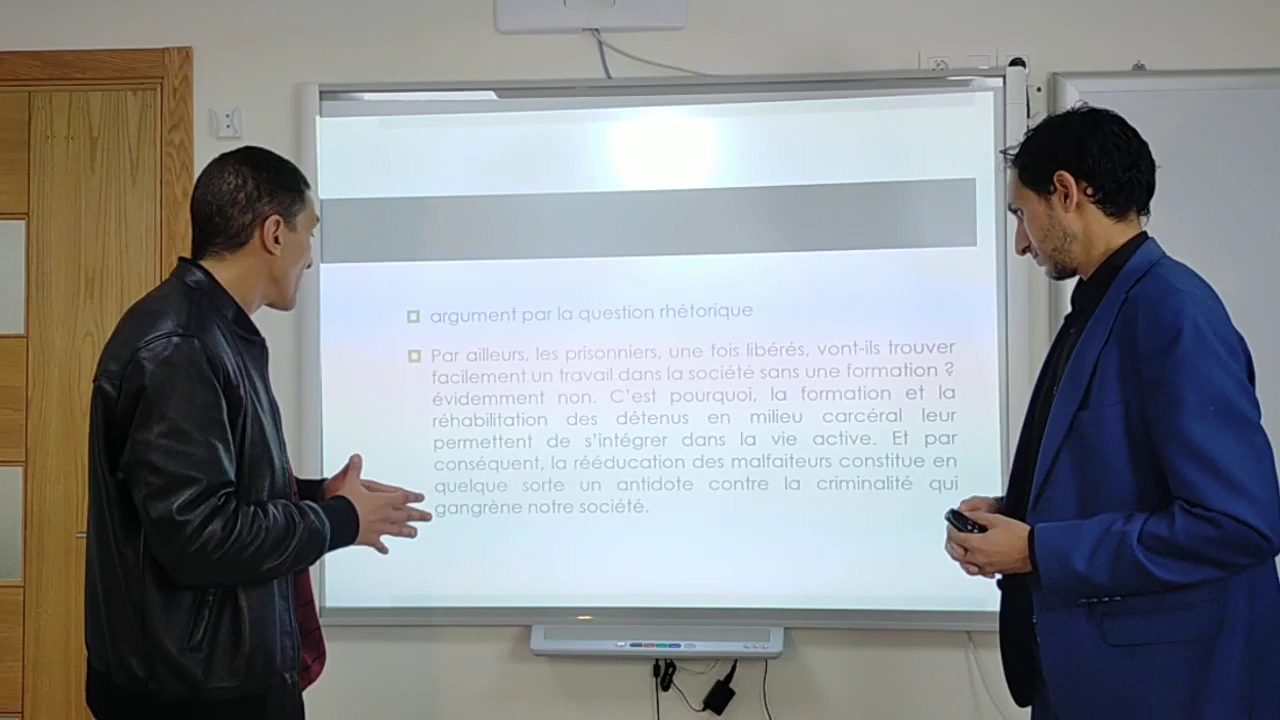 argument par la question rhétorique
Par ailleurs, les prisonniers, une fois libérés, vont-ils trouver
facilement un travail dans la société sans une formation ?
évidemment non. C'est pourquoi, la formation et la
réhabilitation des détenus en milieu carcéral leur
permettent de s'intégrer dans la vie active. Et par
conséquent, la rééducation des malfaiteurs constitue en
quelque sorte un antidote contre la criminalité qui
gangrène notre société.